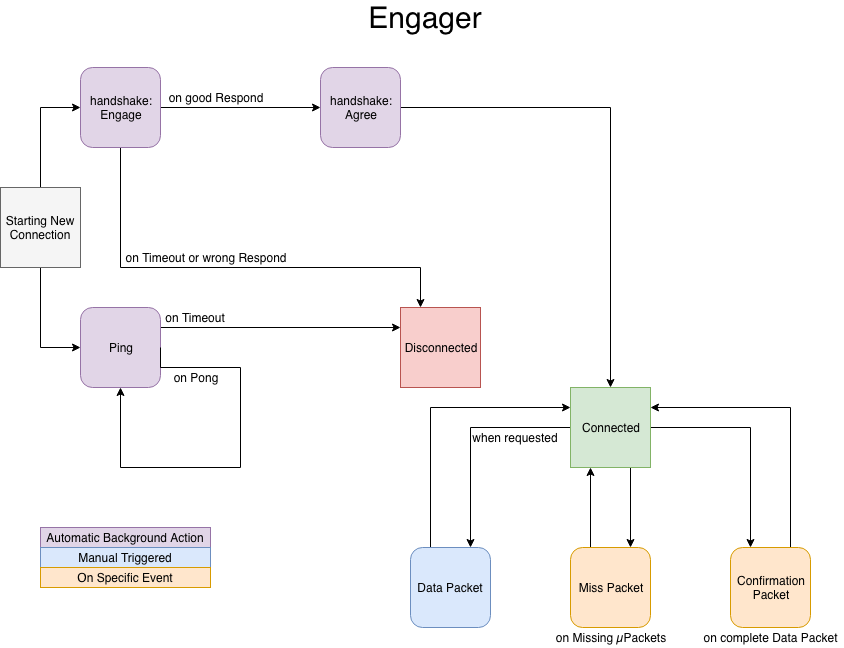 Engager
handshake:
Engage
on good Respond
handshake:
Agree
Starting New
Connection
on Timeout or wrong Respond
Ping
on Timeout
on Pong
Disconnected
Connected
when requested
Automatic Background Action
Manual Triggered
On Specific Event
Data Packet
Miss Packet
Confirmation
Packet
on Missing µPackets
on complete Data Packet